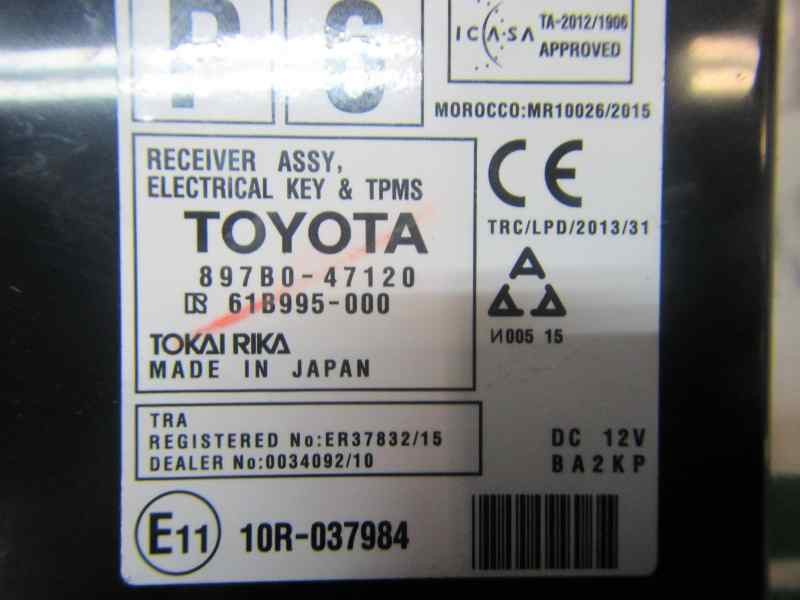 P S
ICASA TA-2012/1906
APPROVED
MOROCCO:MR10026/2015
RECEIVER ASSY,
ELECTRICAL KEY & TPMS
TOYOTA
897B0-47120
61B995-000
TOKAI RIKA
MADE IN JAPAN
CE
TRC/LPD/2013/31
A
И005 15
TRA
REGISTERED No:ER37832/15
DEALER No:0034092/10
DC 12V
BA2KP
E11 10R-037984